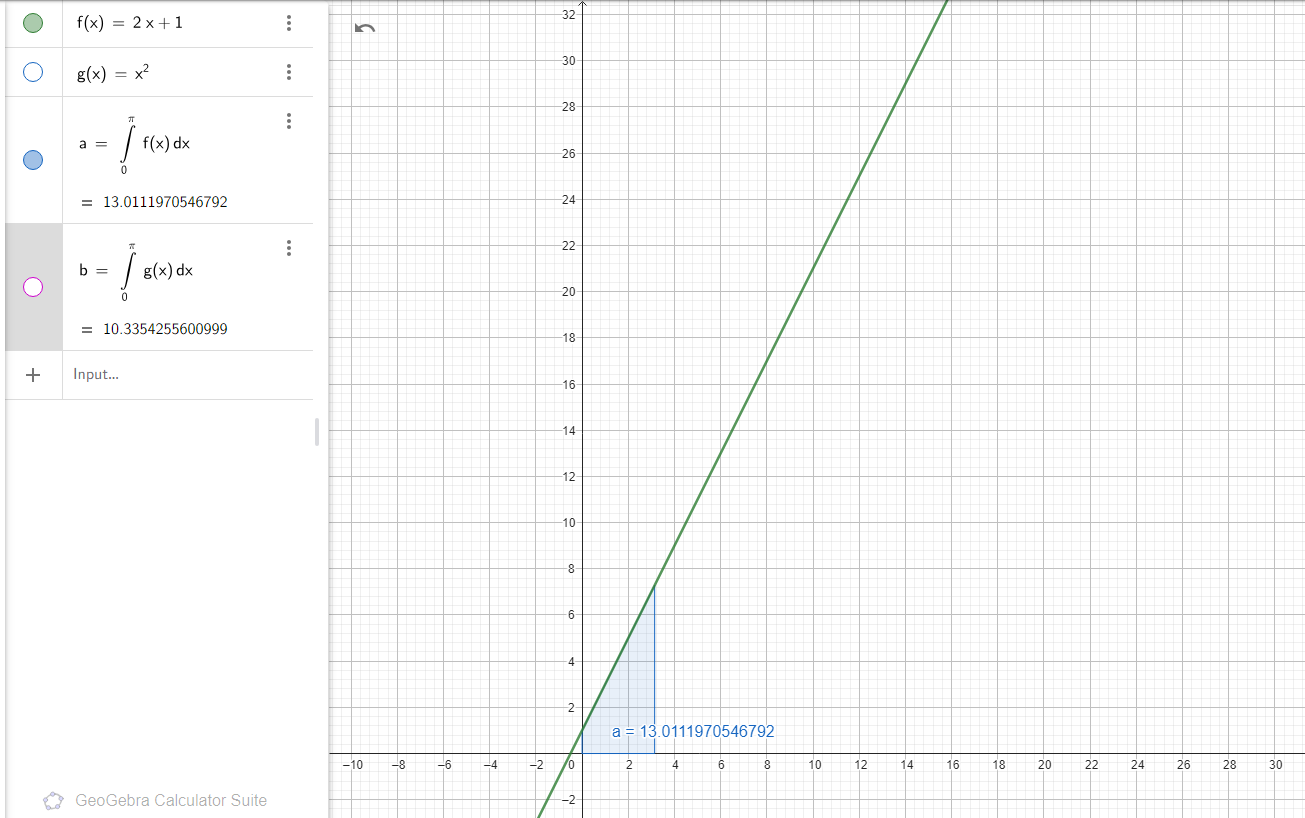 f(x) = 2 x + 1
g(x) = x²
π
a = ∫ f(x) dx
0
= 13.0111970546792
π
b = ∫ g(x) dx
0
= 10.3354255600999
+ Input...
GeoGebra Calculator Suite
32
30
28
26
24
22
20
18
16
14
12
10
8
6
4
2
a = 13.0111970546792
–10 –8 –6 –4 –2 0 2 4 6 8 10 12 14 16 18 20 22 24 26 28 30
–2